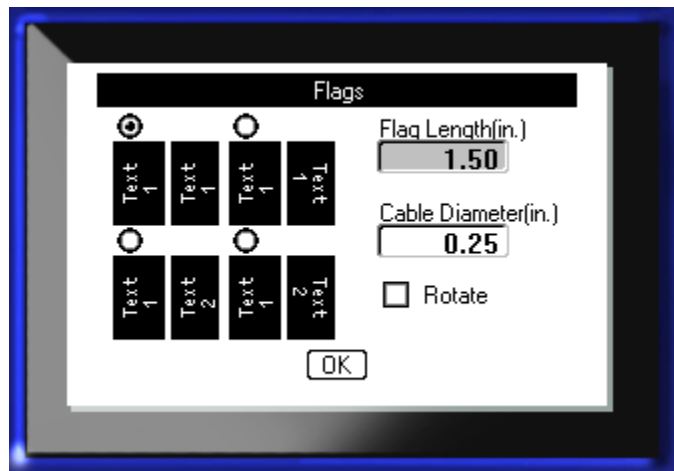 Flags
Flag Length(in.)
1.50
Text 1
Text 1
Text 1
Text 1
Cable Diameter(in.)
0.25
Text 1
Text 2
Text 1
Text 2
Rotate
OK